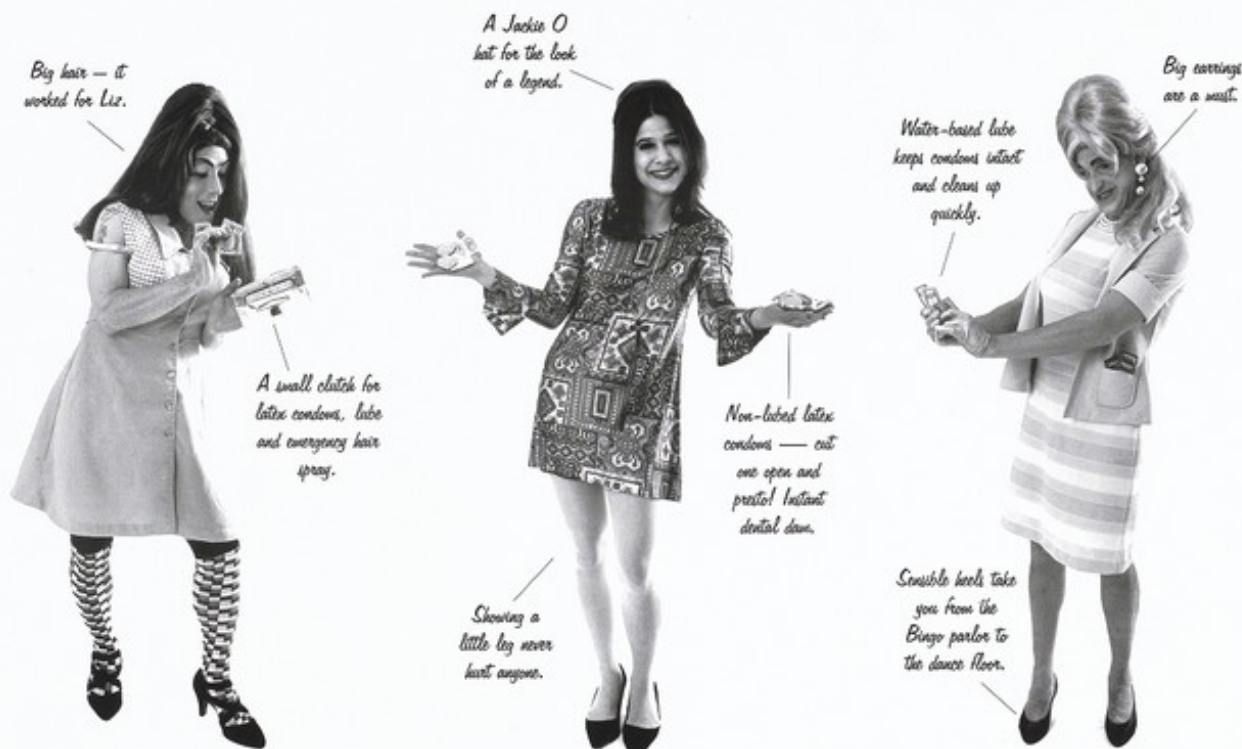 Big hair — it
worked for Liz.
A small clutch for
latex condoms, lube
and emergency hair
spray.
A Jackie O
hat for the look
of a legend.
Non-lubed latex
condoms — cut
one open and
presto! Instant
dental dam.
Showing a
little leg never
hurt anyone.
Water-based lube
keeps condoms intact
and cleans up
quickly.
Big earrings
are a must.
Sensible heels take
you from the
Bingo parlor to
the dance floor.